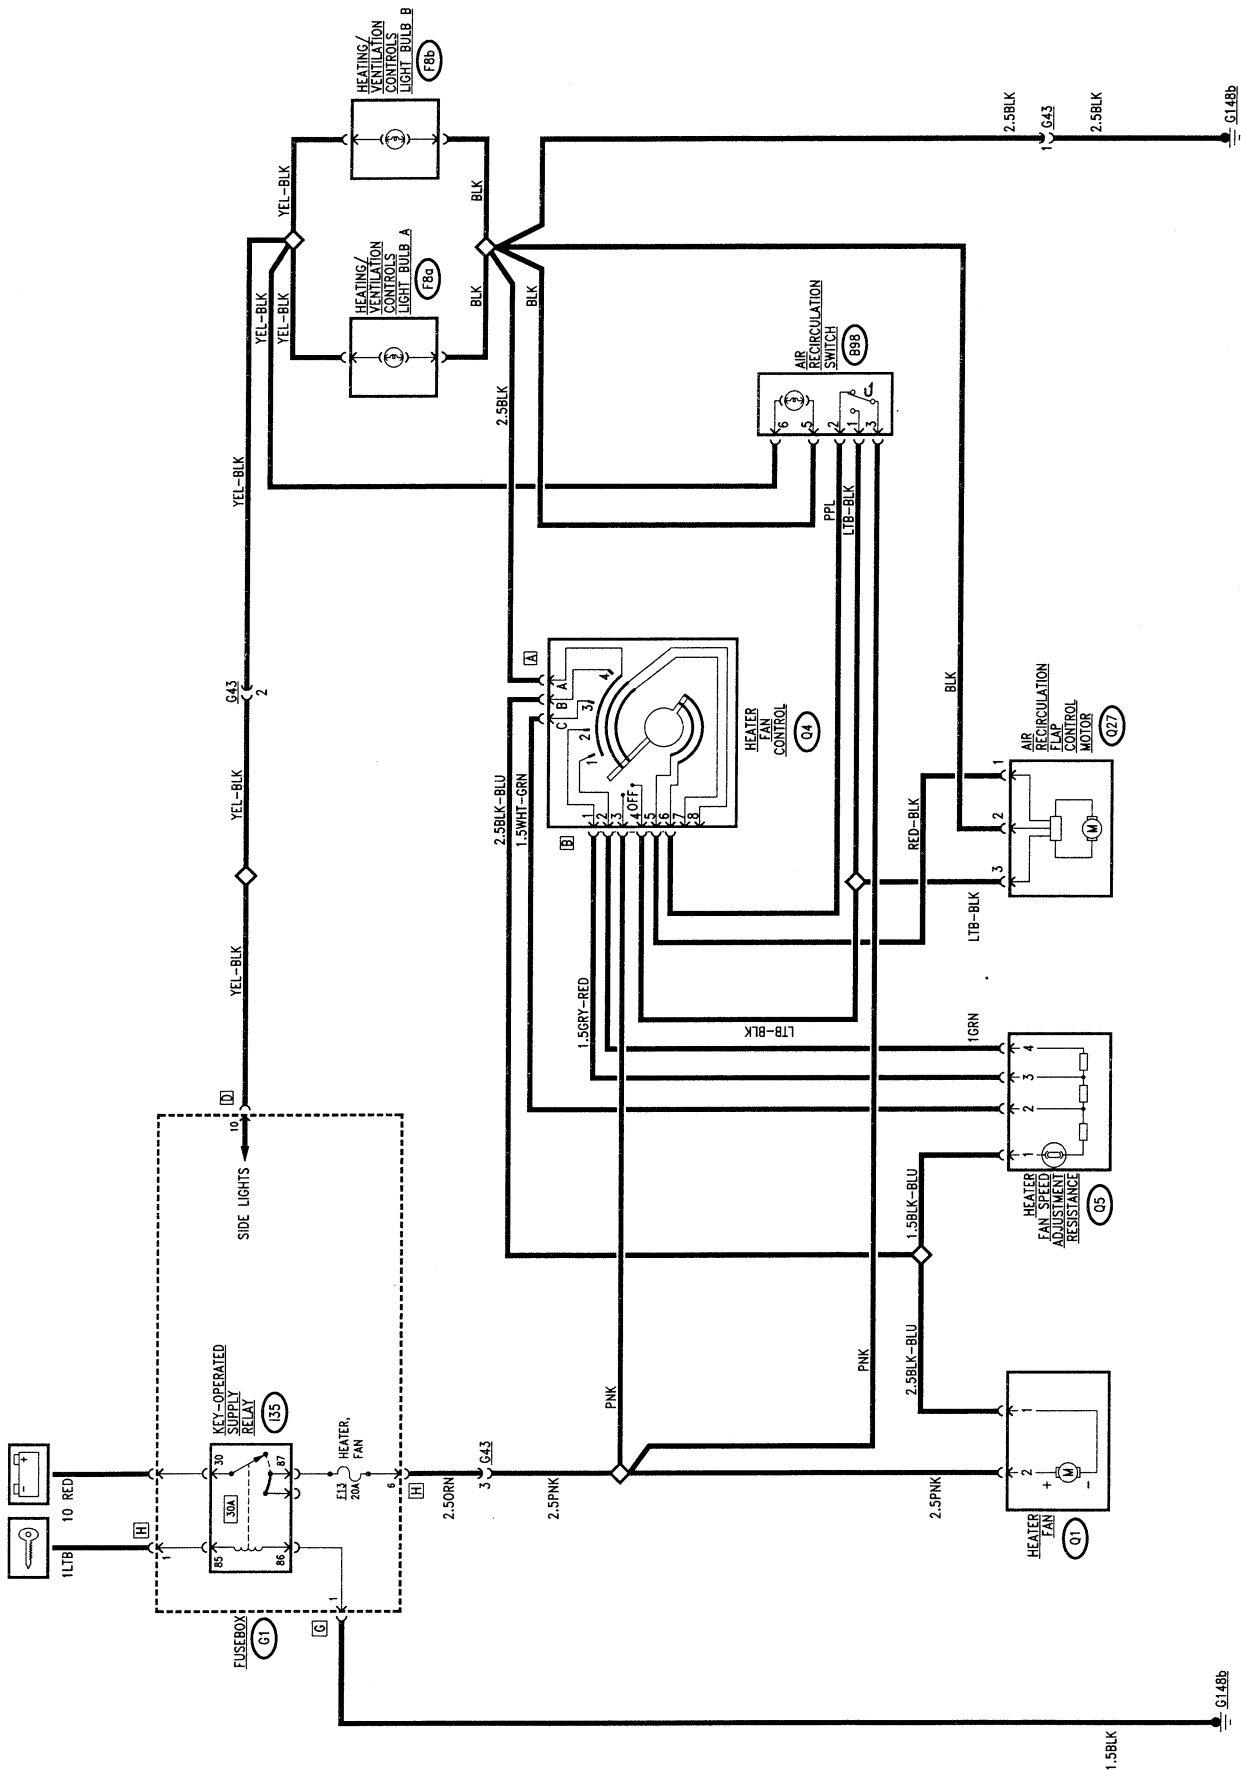 HEATING/
VENTILATION
CONTROLS
LIGHT BULB B
F8b
YEL-BLK
BLK
2.5BLK
1
G43
2.5BLK
G148b
HEATING/
VENTILATION
CONTROLS
LIGHT BULB A
F8a
YEL-BLK
YEL-BLK
BLK
BLK
2.5BLK
AIR
RECIRCULATION
SWITCH
B98
6
5
2
1
3
PPL
LTB-BLK
YEL-BLK
G43
2
YEL-BLK
YEL-BLK
D
10
SIDE LIGHTS
A
A
B
C
1
2
3
4
OFF
1
2
3
4
5
6
7
8
B
HEATER
FAN
CONTROL
Q4
2.5BLK-BLU
1.5WHT-GRN
BLK
RED-BLK
LTB-BLK
AIR
RECIRCULATION
FLAP
CONTROL
MOTOR
Q27
1
2
3
M
1.5GRY-RED
LTB-BLK
1GRN
4
3
2
1
HEATER
FAN SPEED
ADJUSTMENT
RESISTANCE
Q5
1.5BLK-BLU
2.5BLK-BLU
PNK
PNK
KEY-OPERATED
SUPPLY
RELAY
I35
30
87
30A
85
86
HEATER,
FAN
F13
20A
6
H
2.5ORN
3
G43
2.5PNK
2.5PNK
1
2
+
M
-
HEATER
FAN
Q1
- +
10 RED
1LTB
H
1
FUSEBOX
G1
1
G
1.5BLK
G148b